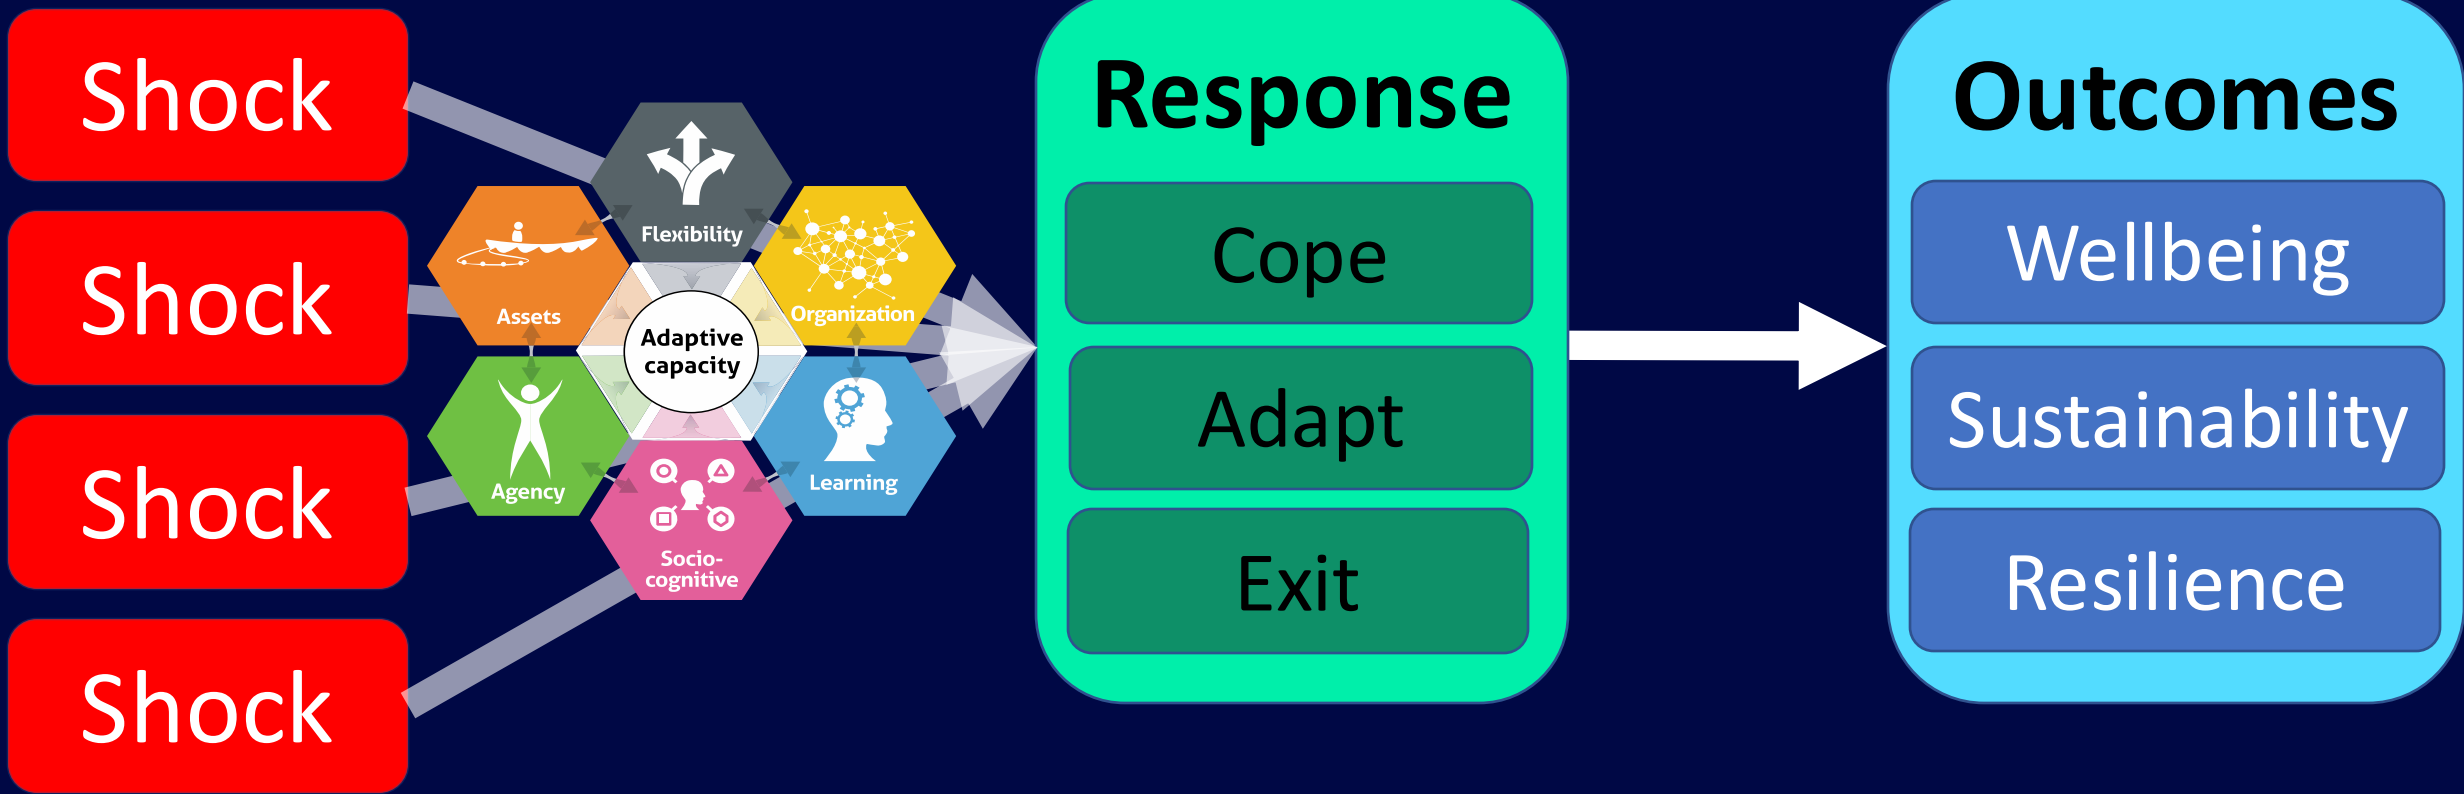 Shock
Shock
Shock
Shock
Flexibility
Assets
Organization
Adaptive
capacity
Agency
Learning
Socio-
cognitive
Response
Cope
Adapt
Exit
Outcomes
Wellbeing
Sustainability
Resilience